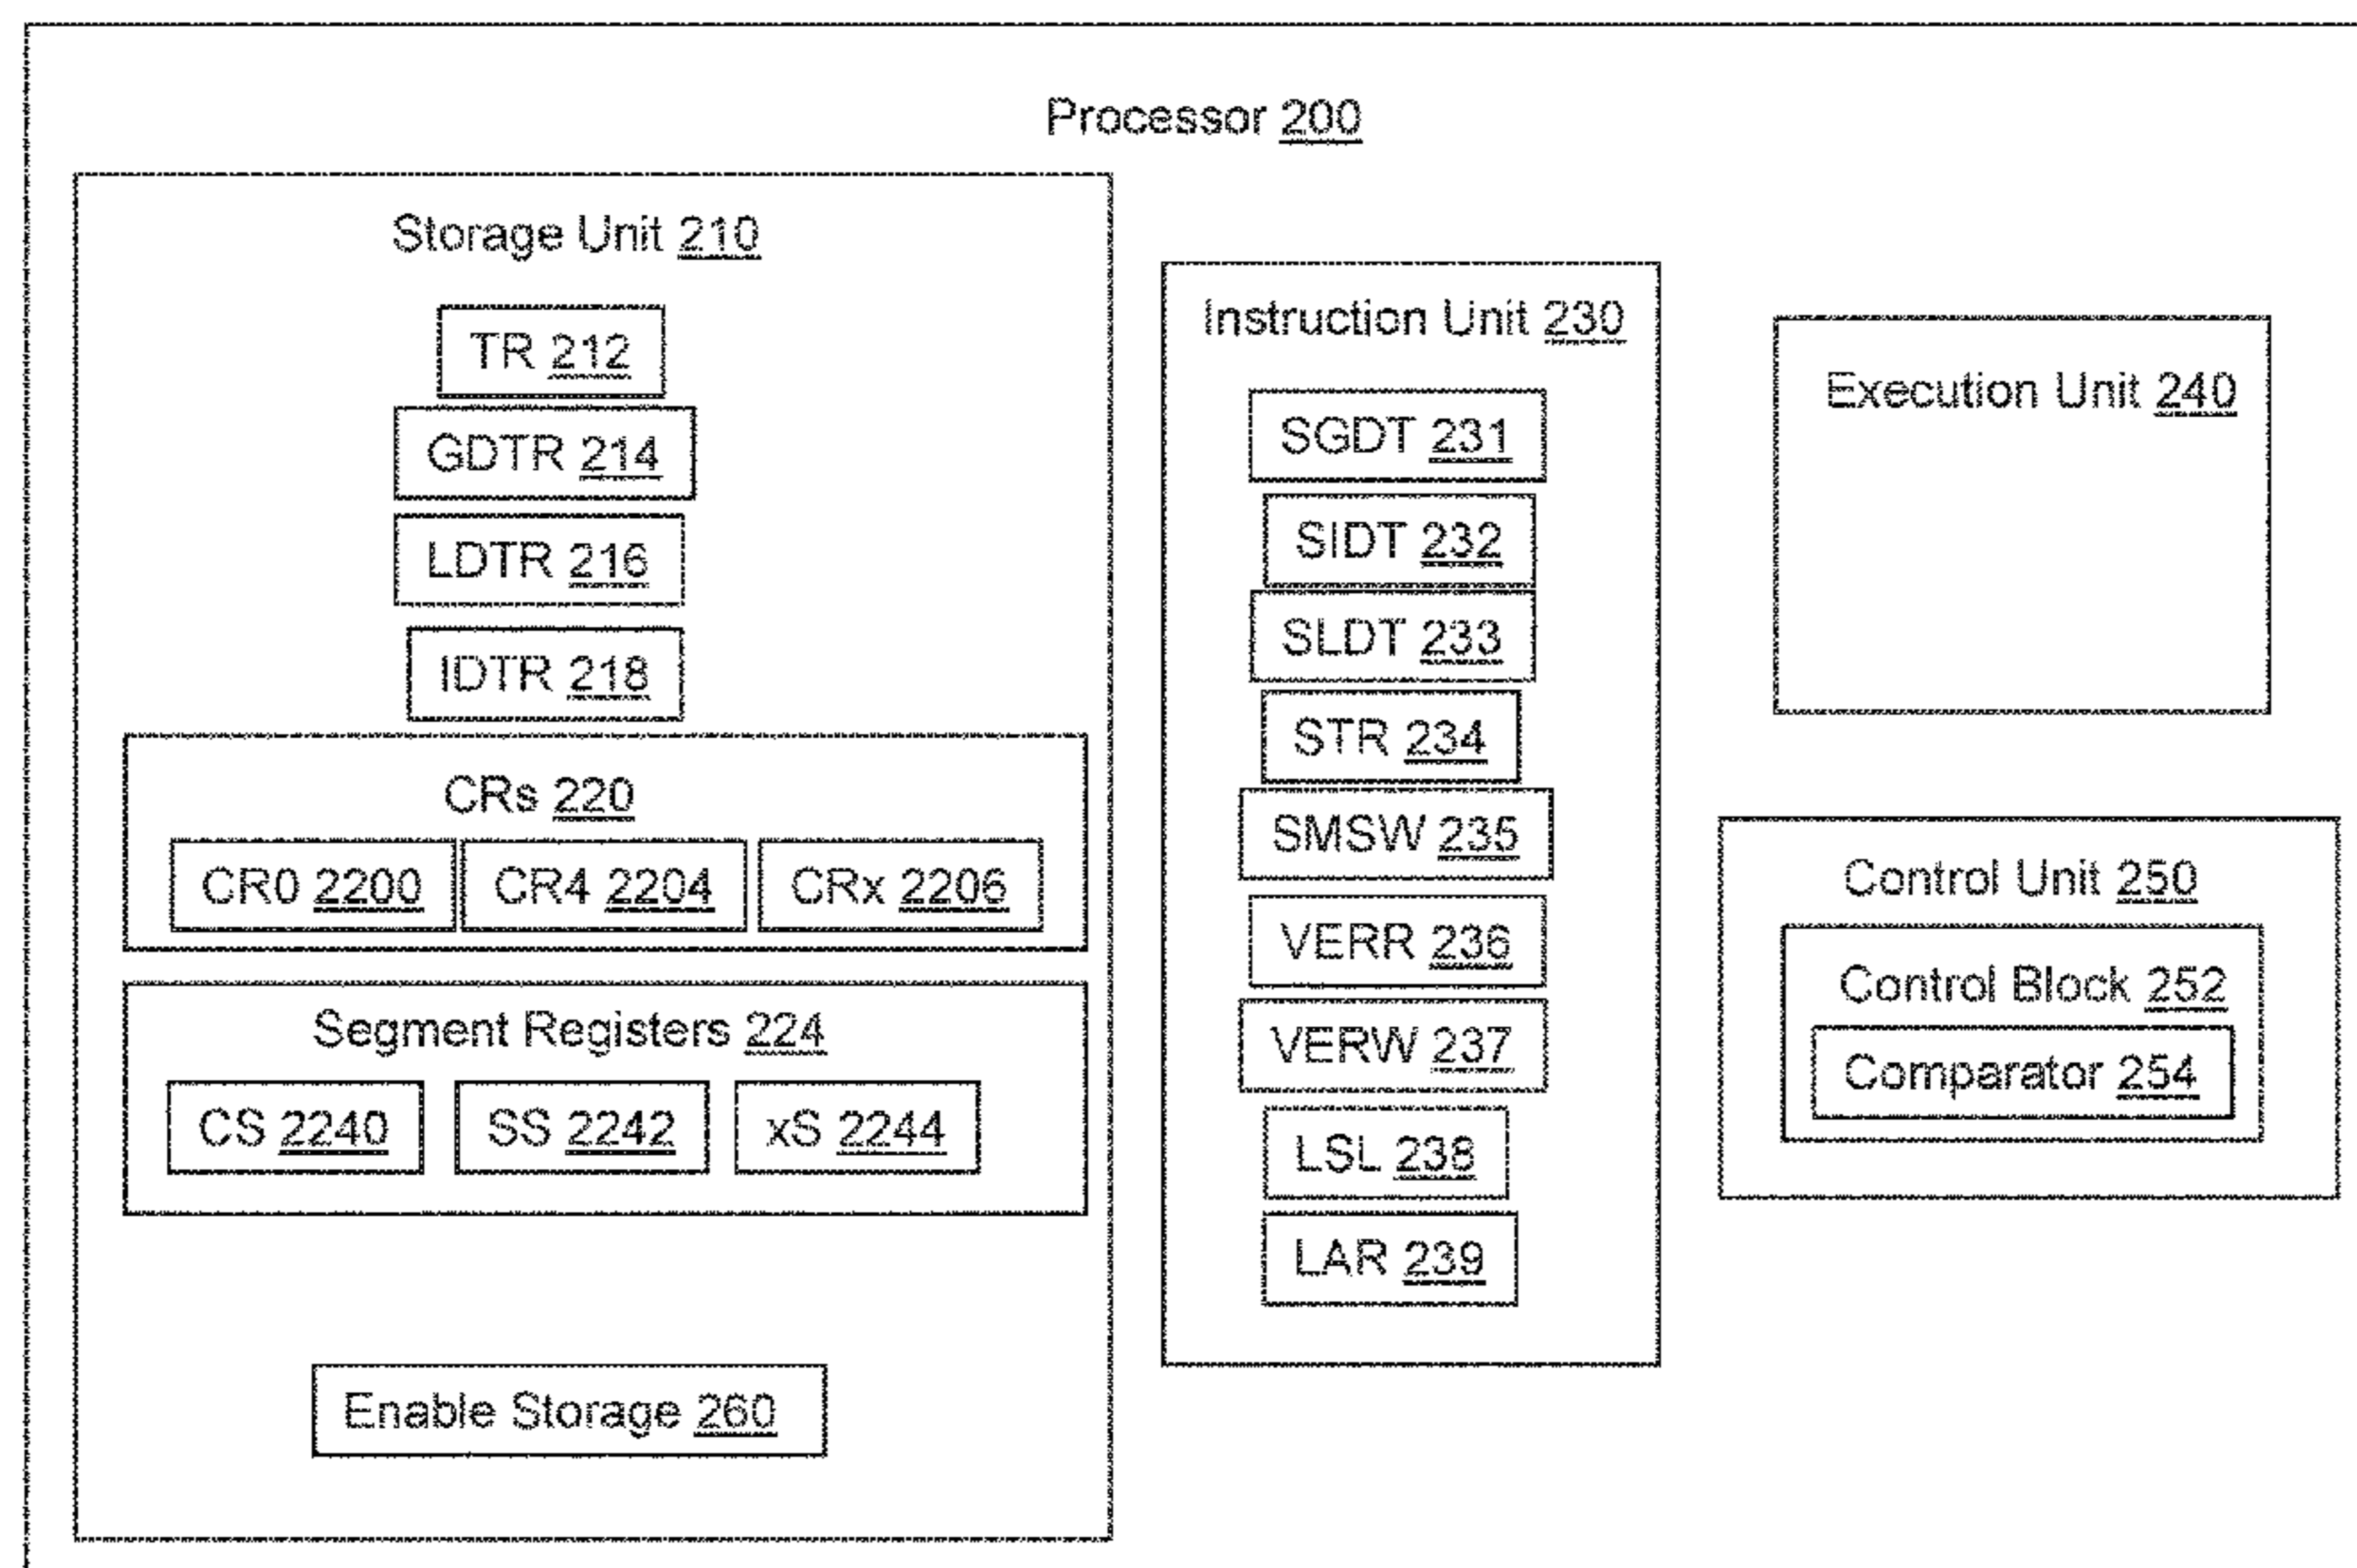 Processor 200
Storage Unit 210
TR 212
GDTR 214
LDTR 216
IDTR 218
CRs 220
CR0 2200 CR4 2204 CRx 2206
Segment Registers 224
CS 2240 SS 2242 xS 2244
Enable Storage 260
Instruction Unit 230
SGDT 231
SIDT 232
SLDT 233
STR 234
SMSW 235
VERR 236
VERW 237
LSL 238
LAR 239
Execution Unit 240
Control Unit 250
Control Block 252
Comparator 254